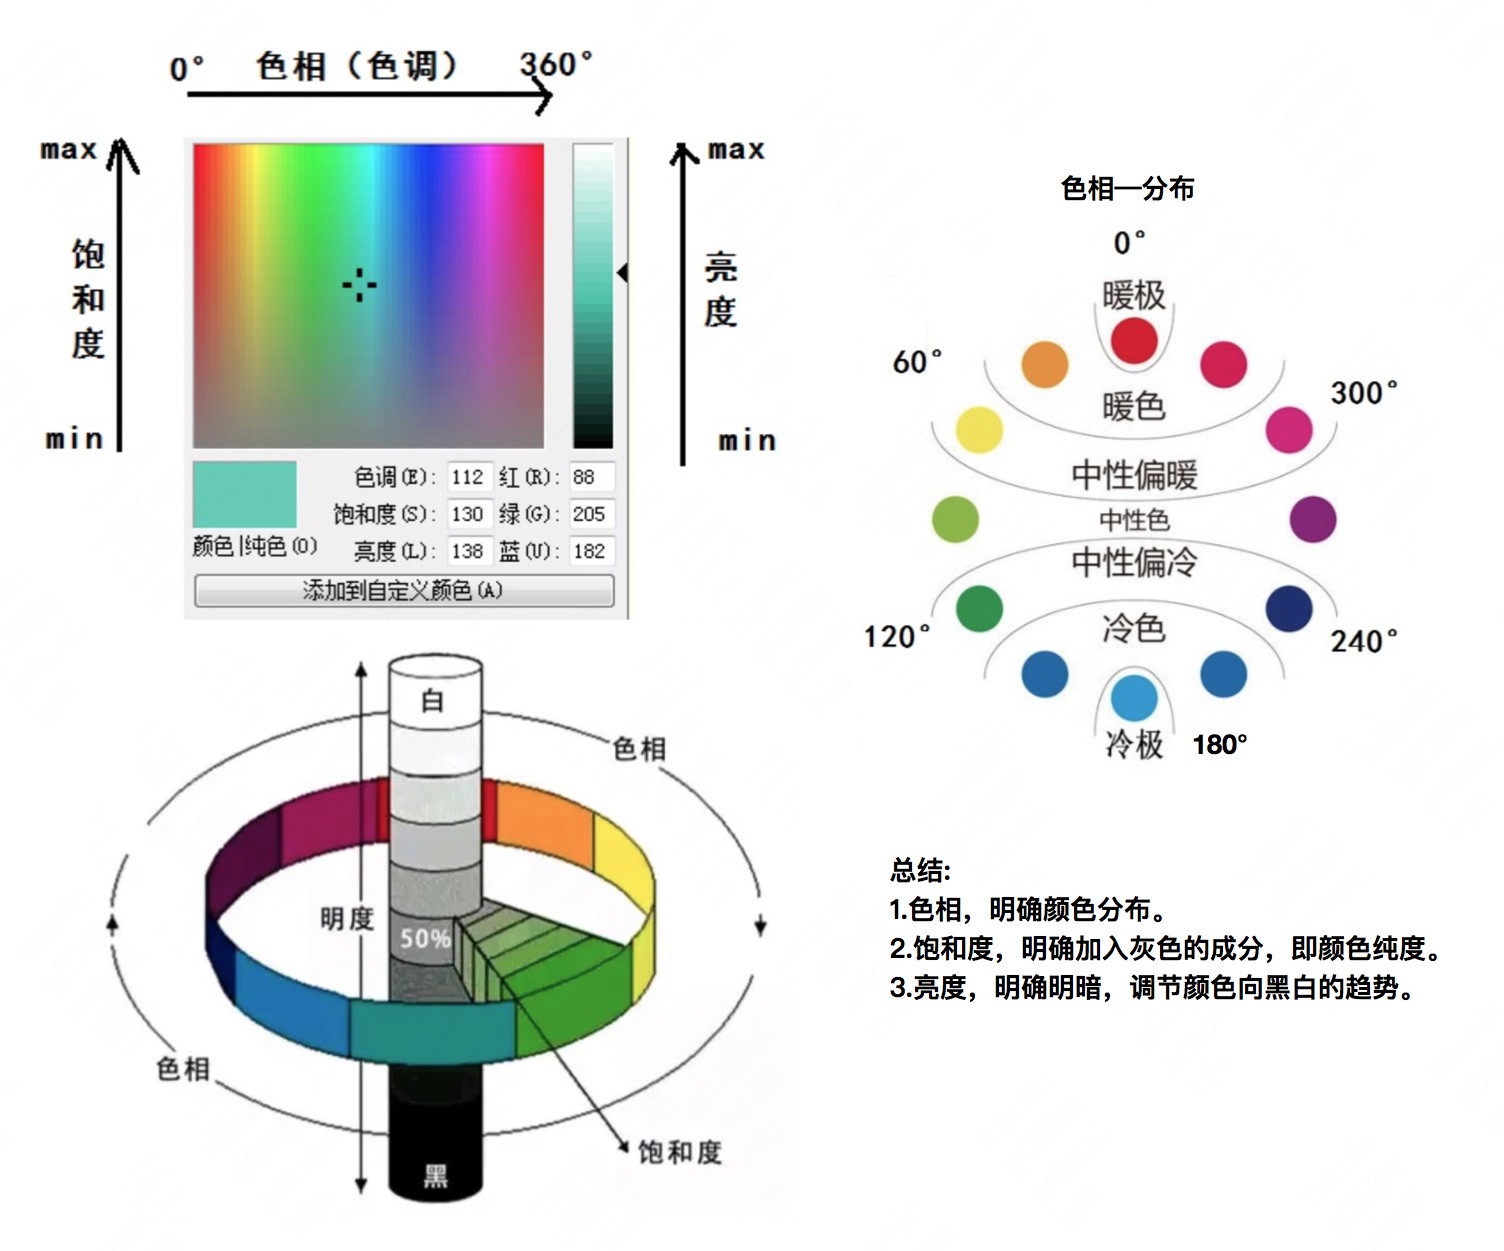 0° 色相（色调） 360°
max
饱和度
min
max
亮度
min
色调(E): 112 红(R): 88
饱和度(S): 130 绿(G): 205
颜色|纯色(O) 亮度(L): 138 蓝(U): 182
添加到自定义颜色(A)
色相—分布
0°
暖极
60°
300°
暖色
中性偏暖
中性色
中性偏冷
120°
冷色
240°
冷极 180°
白
色相
明度
50%
色相
黑
饱和度
总结:
1.色相，明确颜色分布。
2.饱和度，明确加入灰色的成分，即颜色纯度。
3.亮度，明确明暗，调节颜色向黑白的趋势。